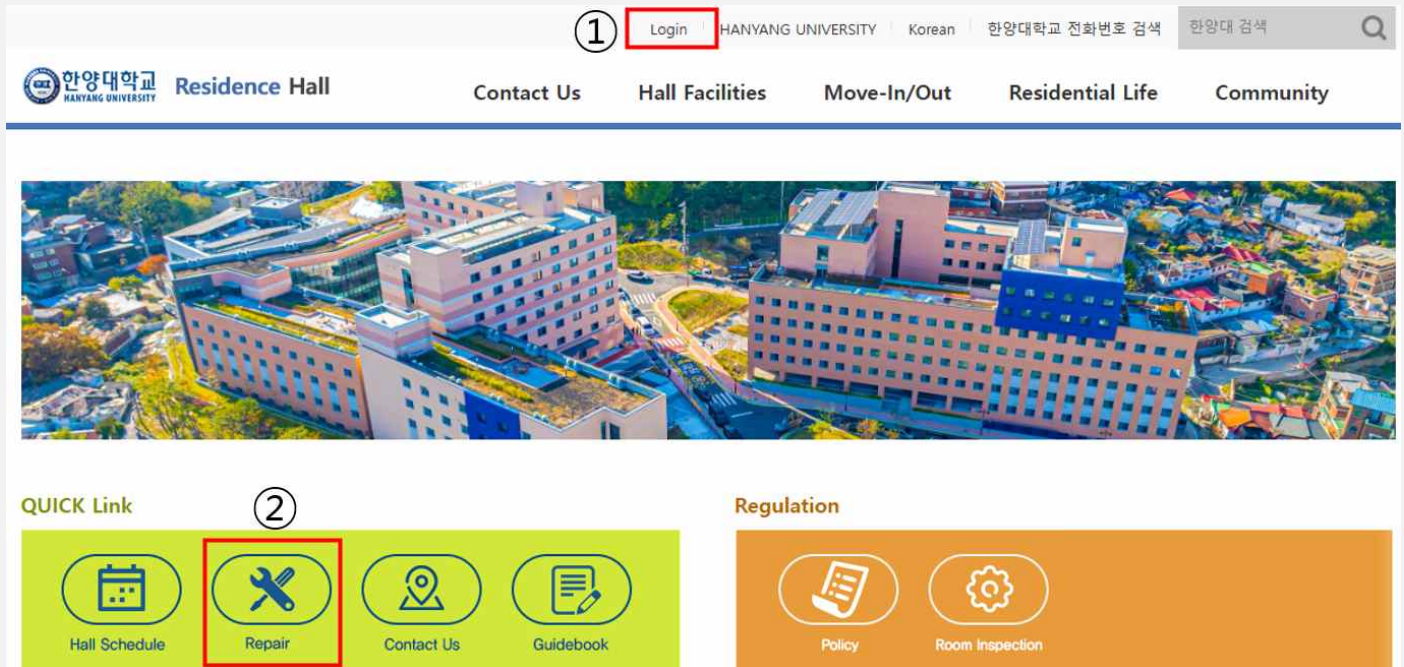 ① Login HANYANG UNIVERSITY Korean 한양대학교 전화번호 검색 한양대 검색
한양대학교 HANYANG UNIVERSITY Residence Hall Contact Us Hall Facilities Move-In/Out Residential Life Community
QUICK Link ② Regulation
Hall Schedule Repair Contact Us Guidebook Policy Room Inspection